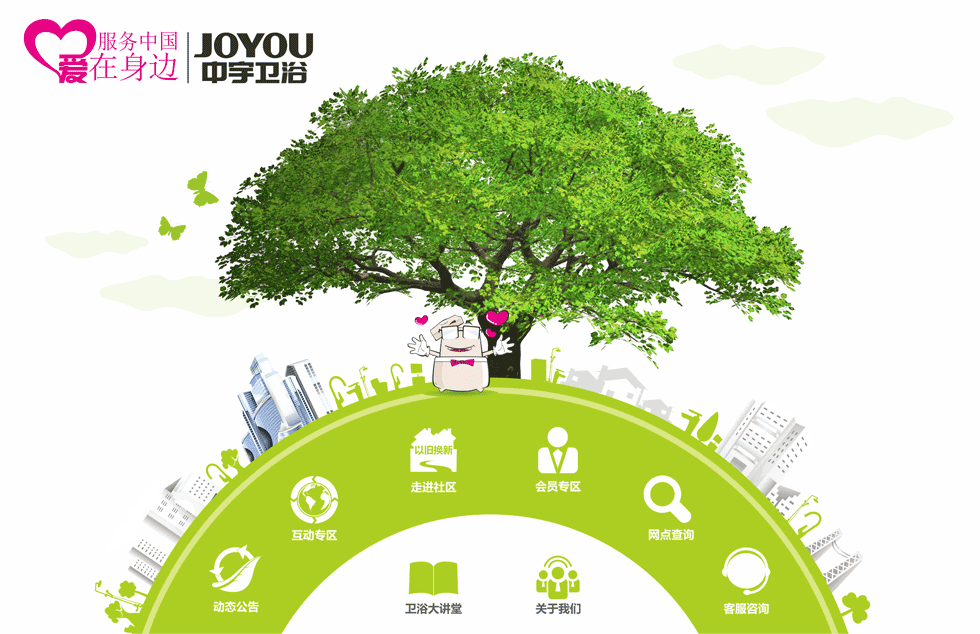 服务中国
爱在身边
JOYOU
中宇卫浴
以旧换新
走进社区
会员专区
互动专区
网点查询
动态公告
卫浴大讲堂
关于我们
客服咨询